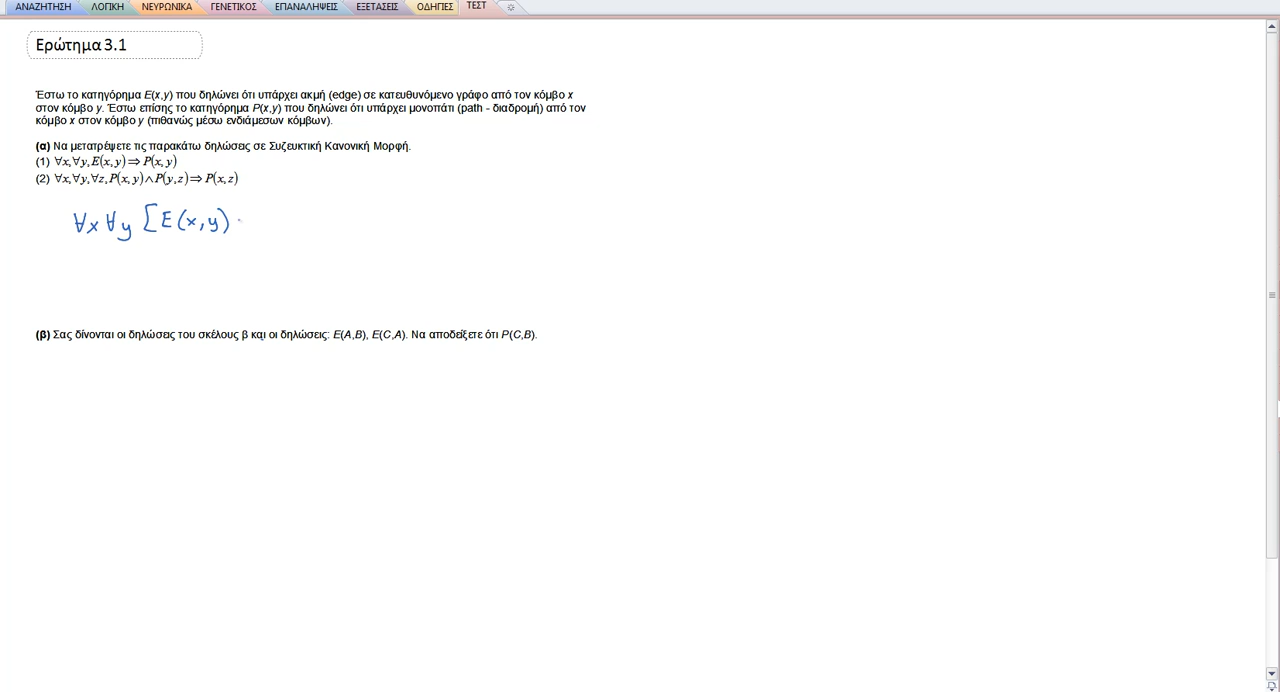 ΑΝΑΖΗΤΗΣΗ ΛΟΓΙΚΗ ΝΕΥΡΩΝΙΚΑ ΓΕΝΕΤΙΚΟΣ ΕΠΑΝΑΛΗΨΕΙΣ ΕΞΕΤΑΣΕΙΣ ΟΔΗΓΙΕΣ ΤΕΣΤ
Ερώτημα 3.1
Έστω το κατηγόρημα E(x,y) που δηλώνει ότι υπάρχει ακμή (edge) σε κατευθυνόμενο γράφο από τον κόμβο x
στον κόμβο y. Έστω επίσης το κατηγόρημα P(x,y) που δηλώνει ότι υπάρχει μονοπάτι (path - διαδρομή) από τον
κόμβο x στον κόμβο y (πιθανώς μέσω ενδιάμεσων κόμβων).
(α) Να μετατρέψετε τις παρακάτω δηλώσεις σε Συζευκτική Κανονική Μορφή.
(1) ∀x,∀y,E(x,y)⇒P(x,y)
(2) ∀x,∀y,∀z,P(x,y)∧P(y,z)⇒P(x,z)
∀x ∀y [E(x,y)
(β) Σας δίνονται οι δηλώσεις του σκέλους β και οι δηλώσεις: E(A,B), E(C,A). Να αποδείξετε ότι P(C,B).